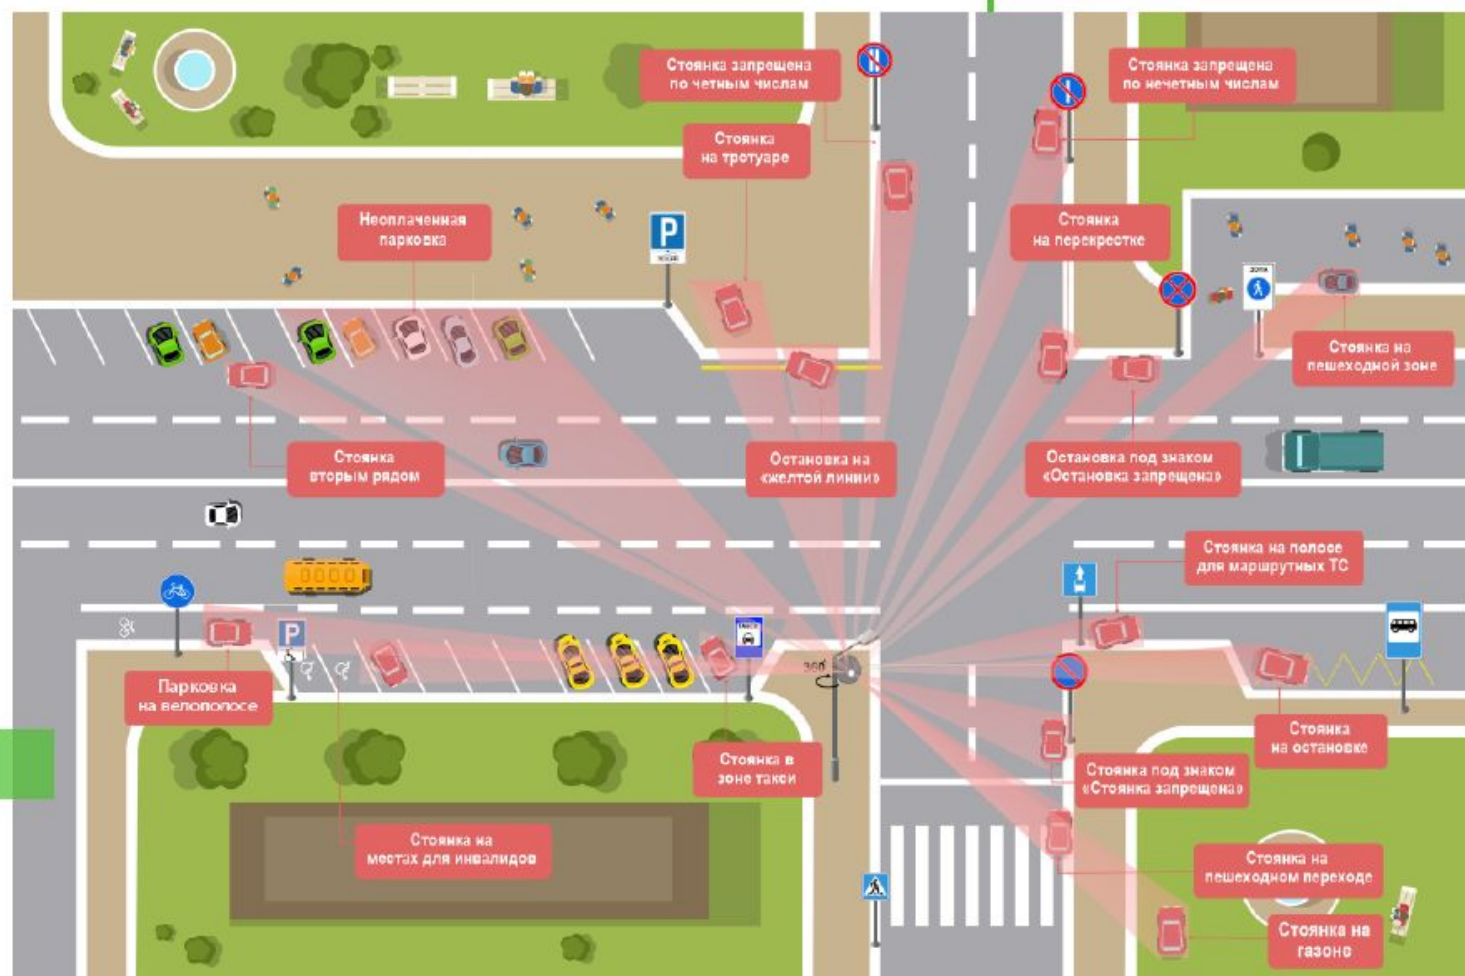 Стоянка запрещена
по четным числам
Стоянка запрещена
по нечетным числам
Стоянка
на тротуаре
Неоплаченная
парковка
P
Стоянка
на перекрестке
ЗОНА
Стоянка на
пешеходной зоне
Стоянка
вторым рядом
Остановка на
«желтой линии»
Остановка под знаком
«Остановка запрещена»
Стоянка на полосе
для маршрутных ТС
P
ТАКСИ
360°
Парковка
на велополосе
Стоянка
на остановке
Стоянка в
зоне такси
Стоянка под знаком
«Стоянка запрещена»
Стоянка на
местах для инвалидов
Стоянка на
пешеходном переходе
Стоянка на
газоне